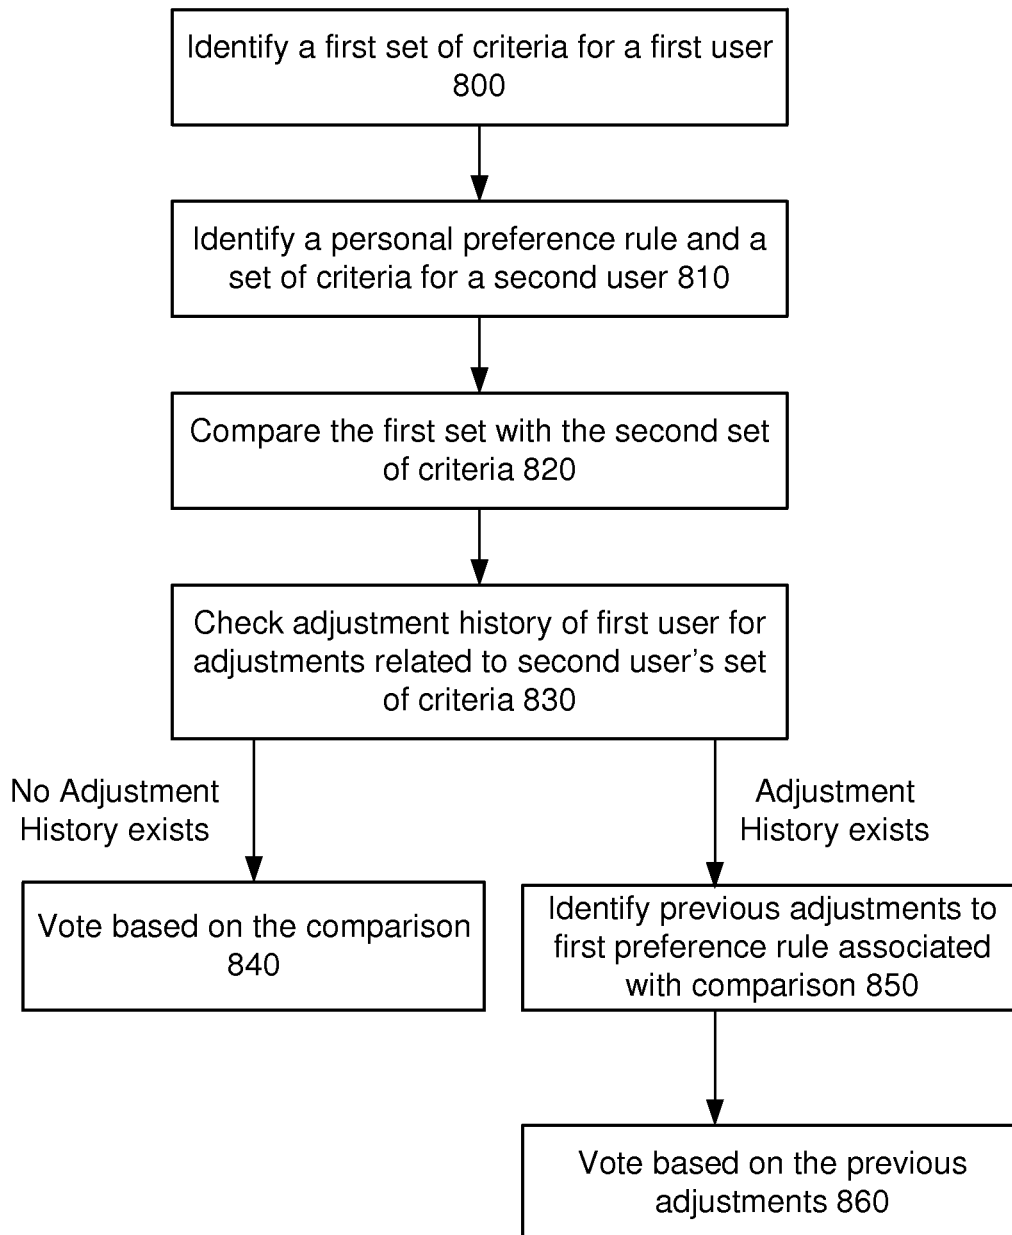 Identify a first set of criteria for a first user
800
Identify a personal preference rule and a
set of criteria for a second user 810
Compare the first set with the second set
of criteria 820
Check adjustment history of first user for
adjustments related to second user's set
of criteria 830
No Adjustment
History exists
Adjustment
History exists
Vote based on the comparison
840
Identify previous adjustments to
first preference rule associated
with comparison 850
Vote based on the previous
adjustments 860